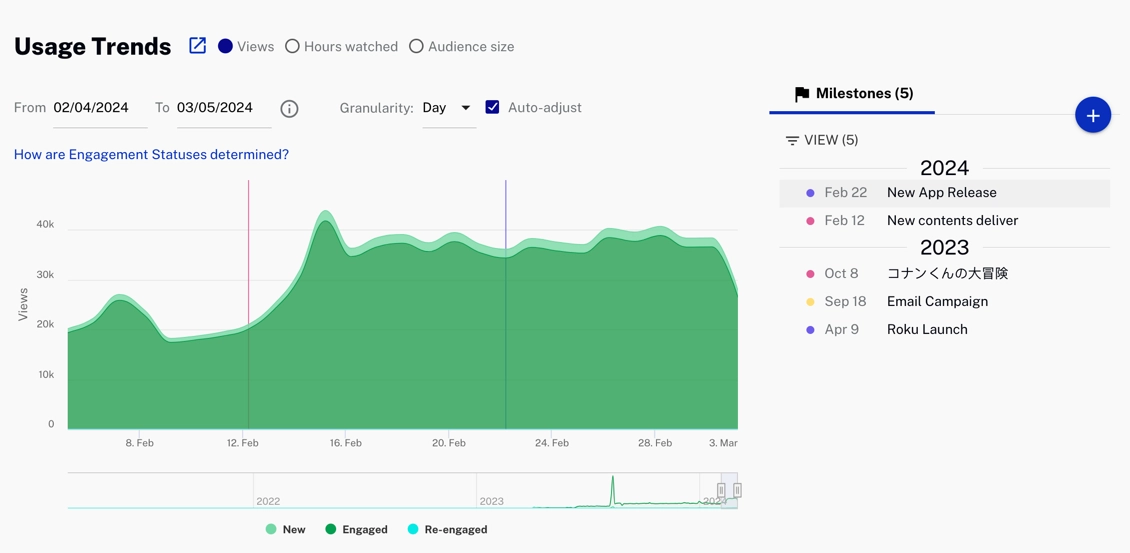 Usage Trends Views Hours watched Audience size
From 02/04/2024 To 03/05/2024 Granularity: Day Auto-adjust
How are Engagement Statuses determined?
Views
40k
30k
20k
10k
0
8. Feb 12. Feb 16. Feb 20. Feb 24. Feb 28. Feb 3. Mar
2022 2023 2024
New Engaged Re-engaged
Milestones (5)
+
VIEW (5)
2024
Feb 22 New App Release
Feb 12 New contents deliver
2023
Oct 8 コナンくんの大冒険
Sep 18 Email Campaign
Apr 9 Roku Launch